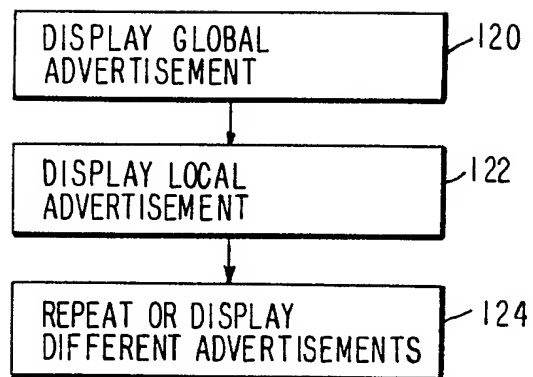 DISPLAY GLOBAL
ADVERTISEMENT
120
DISPLAY LOCAL
ADVERTISEMENT
122
REPEAT OR DISPLAY
DIFFERENT ADVERTISEMENTS
124